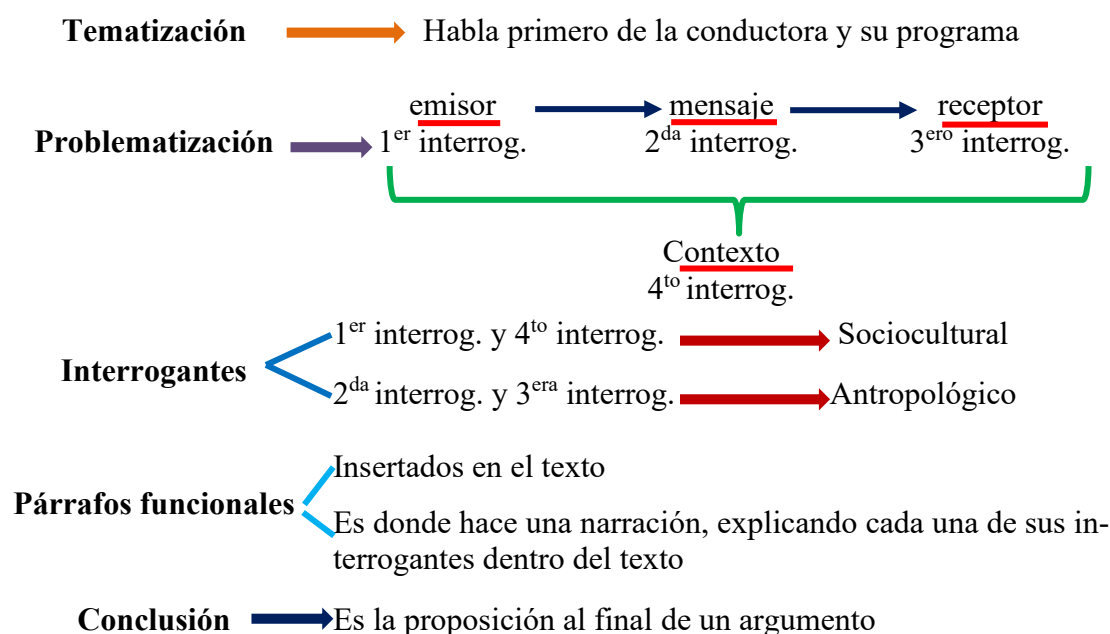 Tematización Habla primero de la conductora y su programa
emisor mensaje receptor
Problematización 1er interrog. 2da interrog. 3ero interrog.
Contexto
4to interrog.
1er interrog. y 4to interrog. Sociocultural
Interrogantes
2da interrog. y 3era interrog. Antropológico
Insertados en el texto
Párrafos funcionales
Es donde hace una narración, explicando cada una de sus in-
terrogantes dentro del texto
Conclusión Es la proposición al final de un argumento